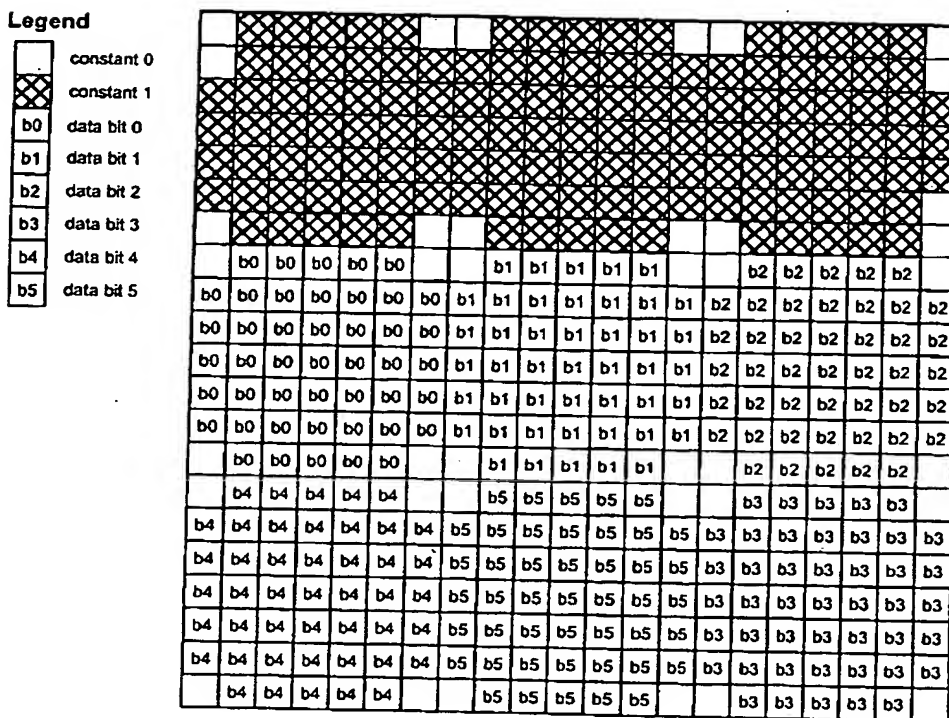 Legend
constant 0
constant 1
b0 data bit 0
b1 data bit 1
b2 data bit 2
b3 data bit 3
b4 data bit 4
b5 data bit 5
b0 b0 b0 b0 b0 b1 b1 b1 b1 b1 b2 b2 b2 b2 b2
b0 b0 b0 b0 b0 b0 b0 b1 b1 b1 b1 b1 b1 b1 b2 b2 b2 b2 b2 b2 b2
b0 b0 b0 b0 b0 b0 b0 b1 b1 b1 b1 b1 b1 b1 b2 b2 b2 b2 b2 b2 b2
b0 b0 b0 b0 b0 b0 b0 b1 b1 b1 b1 b1 b1 b1 b2 b2 b2 b2 b2 b2 b2
b0 b0 b0 b0 b0 b0 b0 b1 b1 b1 b1 b1 b1 b1 b2 b2 b2 b2 b2 b2 b2
b0 b0 b0 b0 b0 b0 b0 b1 b1 b1 b1 b1 b1 b1 b2 b2 b2 b2 b2 b2 b2
b0 b0 b0 b0 b0 b1 b1 b1 b1 b1 b2 b2 b2 b2 b2
b4 b4 b4 b4 b4 b5 b5 b5 b5 b5 b3 b3 b3 b3 b3
b4 b4 b4 b4 b4 b4 b4 b5 b5 b5 b5 b5 b5 b5 b3 b3 b3 b3 b3 b3 b3
b4 b4 b4 b4 b4 b4 b4 b5 b5 b5 b5 b5 b5 b5 b3 b3 b3 b3 b3 b3 b3
b4 b4 b4 b4 b4 b4 b4 b5 b5 b5 b5 b5 b5 b5 b3 b3 b3 b3 b3 b3 b3
b4 b4 b4 b4 b4 b4 b4 b5 b5 b5 b5 b5 b5 b5 b3 b3 b3 b3 b3 b3 b3
b4 b4 b4 b4 b4 b4 b4 b5 b5 b5 b5 b5 b5 b5 b3 b3 b3 b3 b3 b3 b3
b4 b4 b4 b4 b4 b5 b5 b5 b5 b5 b3 b3 b3 b3 b3